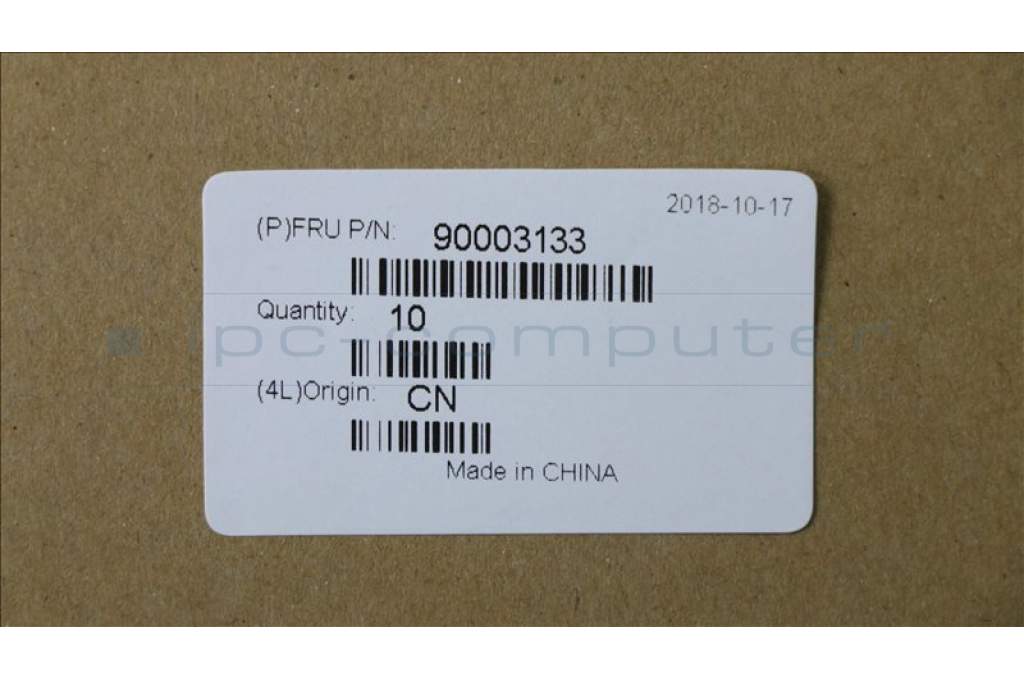 2018-10-17
(P)FRU P/N: 90003133
Quantity: 10
ipc-computer
(4L)Origin: CN
Made in CHINA